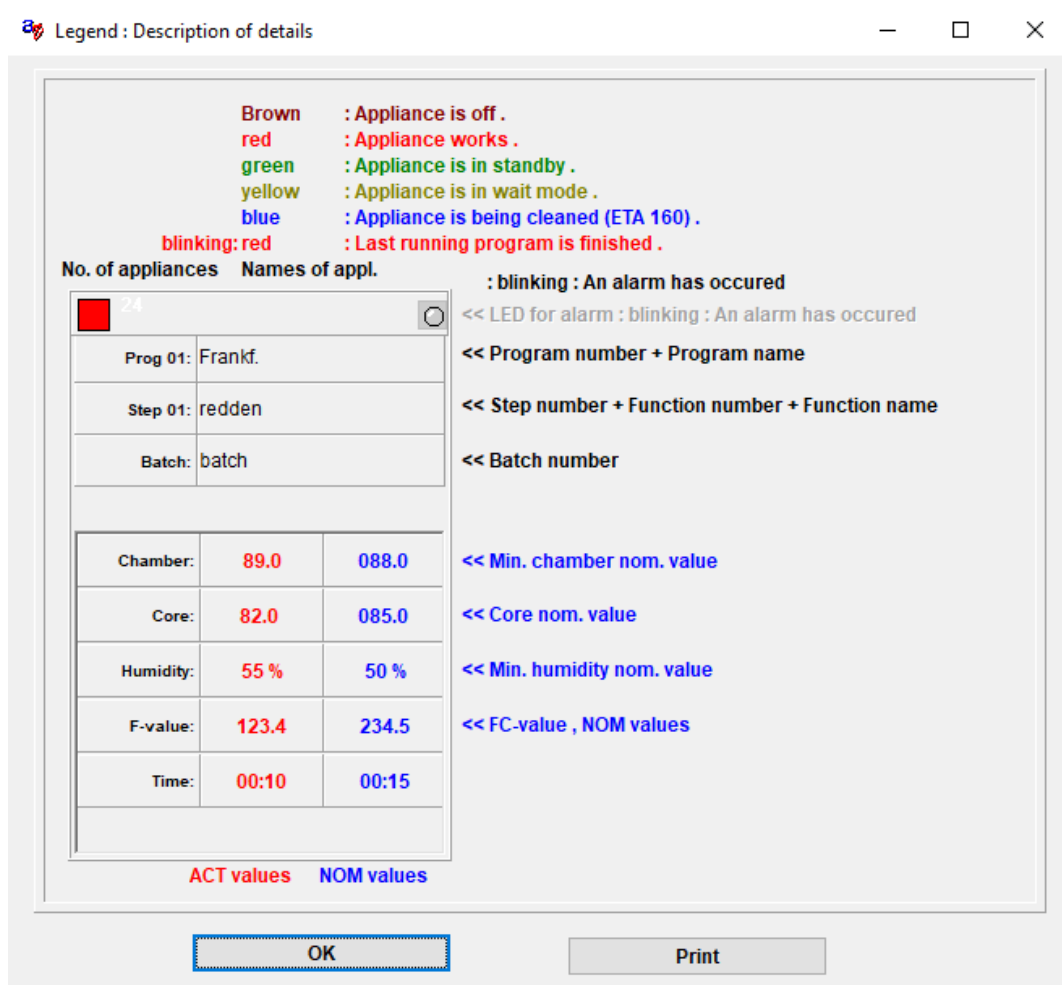 Legend : Description of details
Brown : Appliance is off .
red : Appliance works .
green : Appliance is in standby .
yellow : Appliance is in wait mode .
blue : Appliance is being cleaned (ETA 160) .
blinking: red : Last running program is finished .
No. of appliances Names of appl.
: blinking : An alarm has occured
24
<< LED for alarm : blinking : An alarm has occured
Prog 01: Frankf. << Program number + Program name
Step 01: redden << Step number + Function number + Function name
Batch: batch << Batch number
Chamber: 89.0 088.0 << Min. chamber nom. value
Core: 82.0 085.0 << Core nom. value
Humidity: 55 % 50 % << Min. humidity nom. value
F-value: 123.4 234.5 << FC-value , NOM values
Time: 00:10 00:15
ACT values NOM values
OK Print